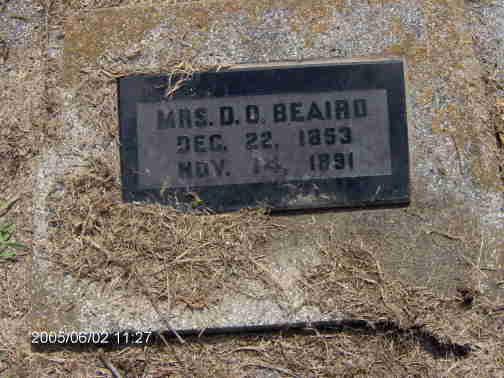 MRS. D. O. BEAIRD
DEC. 22, 1853
NOV. 14, 1891
2005/06/02 11:27